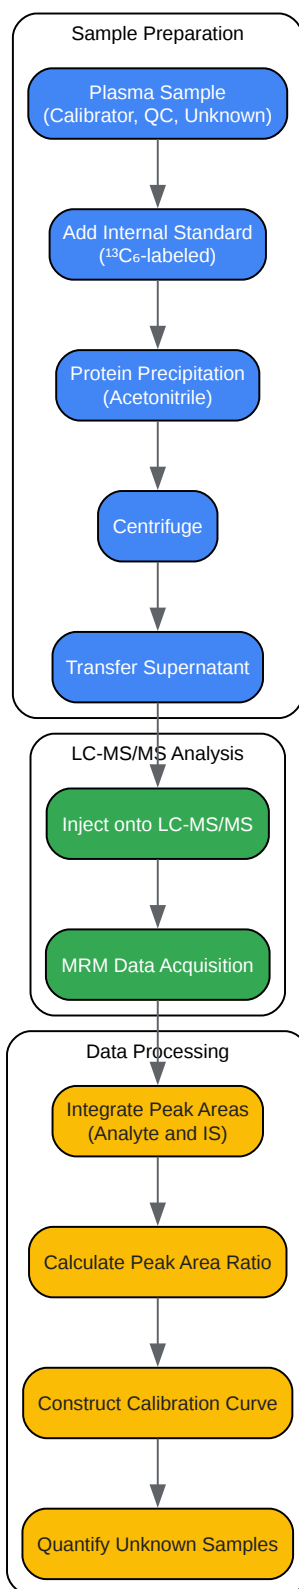 Sample Preparation
Plasma Sample
(Calibrator, QC, Unknown)
Add Internal Standard
(¹³C₆-labeled)
Protein Precipitation
(Acetonitrile)
Centrifuge
Transfer Supernatant
LC-MS/MS Analysis
Inject onto LC-MS/MS
MRM Data Acquisition
Data Processing
Integrate Peak Areas
(Analyte and IS)
Calculate Peak Area Ratio
Construct Calibration Curve
Quantify Unknown Samples